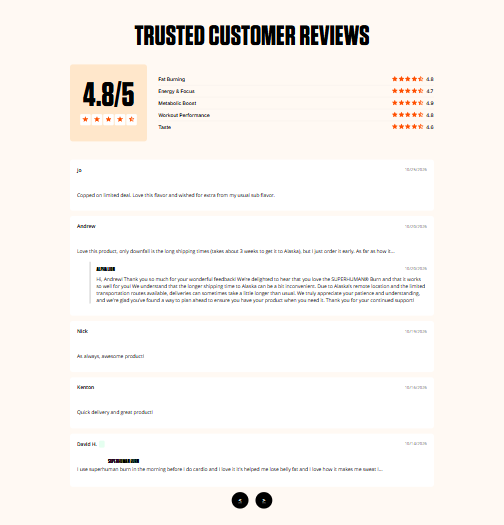 TRUSTED CUSTOMER REVIEWS
4.8/5
Fat Burning 4.8
Energy & Focus 4.7
Metabolic Boost 4.9
Workout Performance 4.8
Taste 4.6
Jo
Copped on limited deal. Love this flavor and wished for extra from my usual sub flavor.
Andrew
Love this product, only downfall is the long shipping times (takes about 3 weeks to get it to Alaska), but I just order it early. As far as how it...
Hi, Andrew! Thank you so much for your wonderful feedback! We're delighted to hear that you love the SUPERHUMAN® Burn and that it works
so well for you! We understand that the longer shipping time to Alaska can be a bit inconvenient. Due to Alaska's remote location and the limited
transportation routes available, deliveries can sometimes take a little longer than usual. We truly appreciate your patience and understanding,
and we're glad you've found a way to plan ahead to ensure you have your product when you need it. Thank you for your continued support!
Nick
As always, awesome product!
Kenton
Quick delivery and great product!
David H.
I use superhuman burn in the morning before I do cardio and I love it it's helped me lose belly fat and I love how it makes me sweat I...